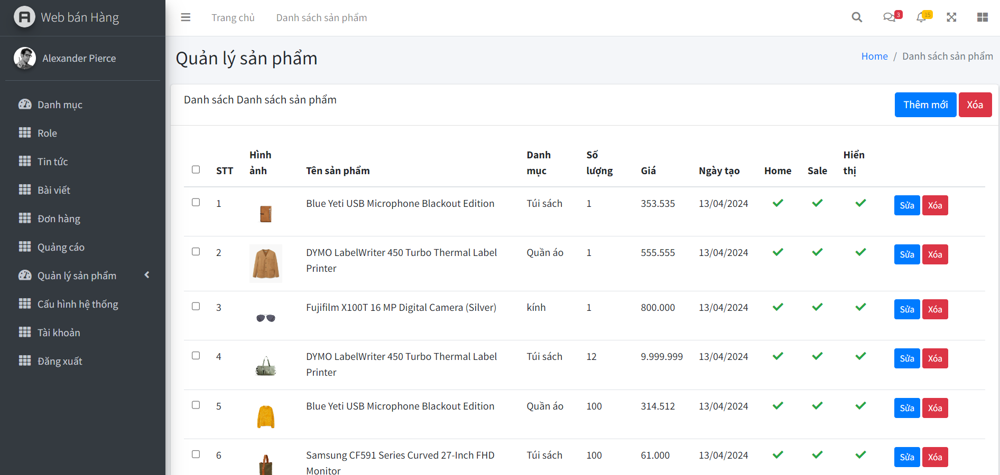 Web bán Hàng
Trang chủ
Danh sách sản phẩm
3
15
Alexander Pierce
Danh mục
Role
Tin tức
Bài viết
Đơn hàng
Quảng cáo
Quản lý sản phẩm
Cấu hình hệ thống
Tài khoản
Đăng xuất
Quản lý sản phẩm
Home / Danh sách sản phẩm
Danh sách Danh sách sản phẩm
Thêm mới Xóa
STT Hình ảnh Tên sản phẩm Danh mục Số lượng Giá Ngày tạo Home Sale Hiển thị
1 Blue Yeti USB Microphone Blackout Edition Túi sách 1 353.535 13/04/2024 Sửa Xóa
2 DYMO LabelWriter 450 Turbo Thermal Label Printer Quần áo 1 555.555 13/04/2024 Sửa Xóa
3 Fujifilm X100T 16 MP Digital Camera (Silver) kính 1 800.000 13/04/2024 Sửa Xóa
4 DYMO LabelWriter 450 Turbo Thermal Label Printer Túi sách 12 9.999.999 13/04/2024 Sửa Xóa
5 Blue Yeti USB Microphone Blackout Edition Quần áo 100 314.512 13/04/2024 Sửa Xóa
6 Samsung CF591 Series Curved 27-Inch FHD Monitor Túi sách 100 61.000 13/04/2024 Sửa Xóa